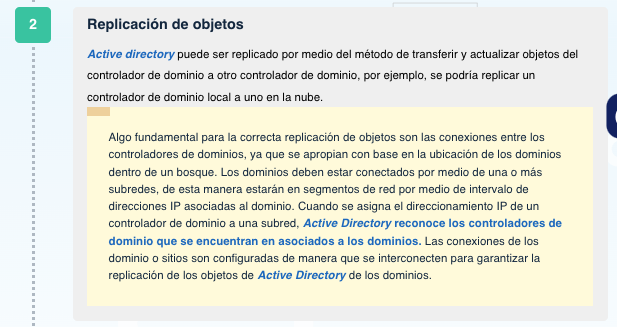 2
Replicación de objetos
Active directory puede ser replicado por medio del método de transferir y actualizar objetos del
controlador de dominio a otro controlador de dominio, por ejemplo, se podría replicar un
controlador de dominio local a uno en la nube.
Algo fundamental para la correcta replicación de objetos son las conexiones entre los
controladores de dominios, ya que se apropian con base en la ubicación de los dominios
dentro de un bosque. Los dominios deben estar conectados por medio de una o más
subredes, de esta manera estarán en segmentos de red por medio de intervalo de
direcciones IP asociadas al dominio. Cuando se asigna el direccionamiento IP de un
controlador de dominio a una subred, Active Directory reconoce los controladores de
dominio que se encuentran en asociados a los dominios. Las conexiones de los
dominio o sitios son configuradas de manera que se interconecten para garantizar la
replicación de los objetos de Active Directory de los dominios.